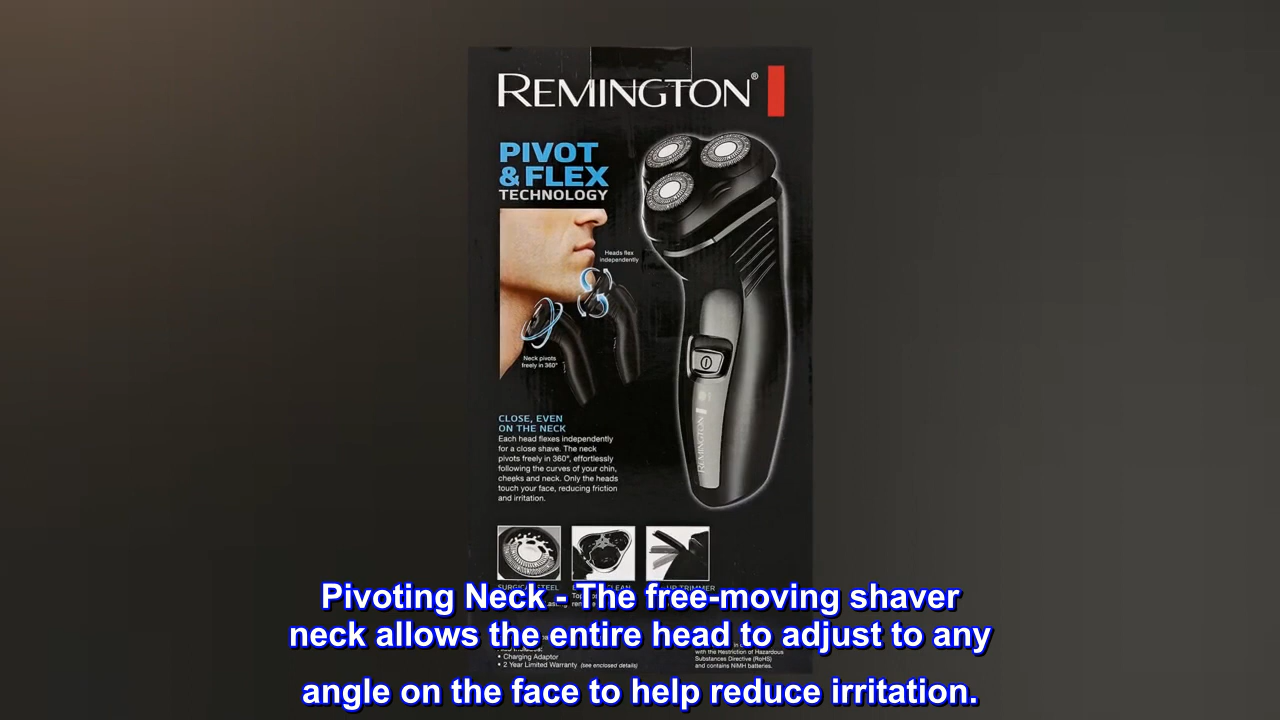 REMINGTON®
PIVOT
& FLEX
TECHNOLOGY
Heads flex
independently
Neck pivots
freely in 360°
REMINGTON
CLOSE, EVEN
ON THE NECK
Each head flexes independently
for a close shave. The neck
pivots freely in 360°, effortlessly
following the curves of your chin,
cheeks and neck. Only the heads
touch your face, reducing friction
and irritation.
Pivoting Neck - The free-moving shaver
neck allows the entire head to adjust to any
• Charging Adaptor
• 2 Year Limited Warranty (see enclosed details)
with the Restriction of Hazardous
Substances Directive (RoHS)
and contains NiMH batteries.
angle on the face to help reduce irritation.